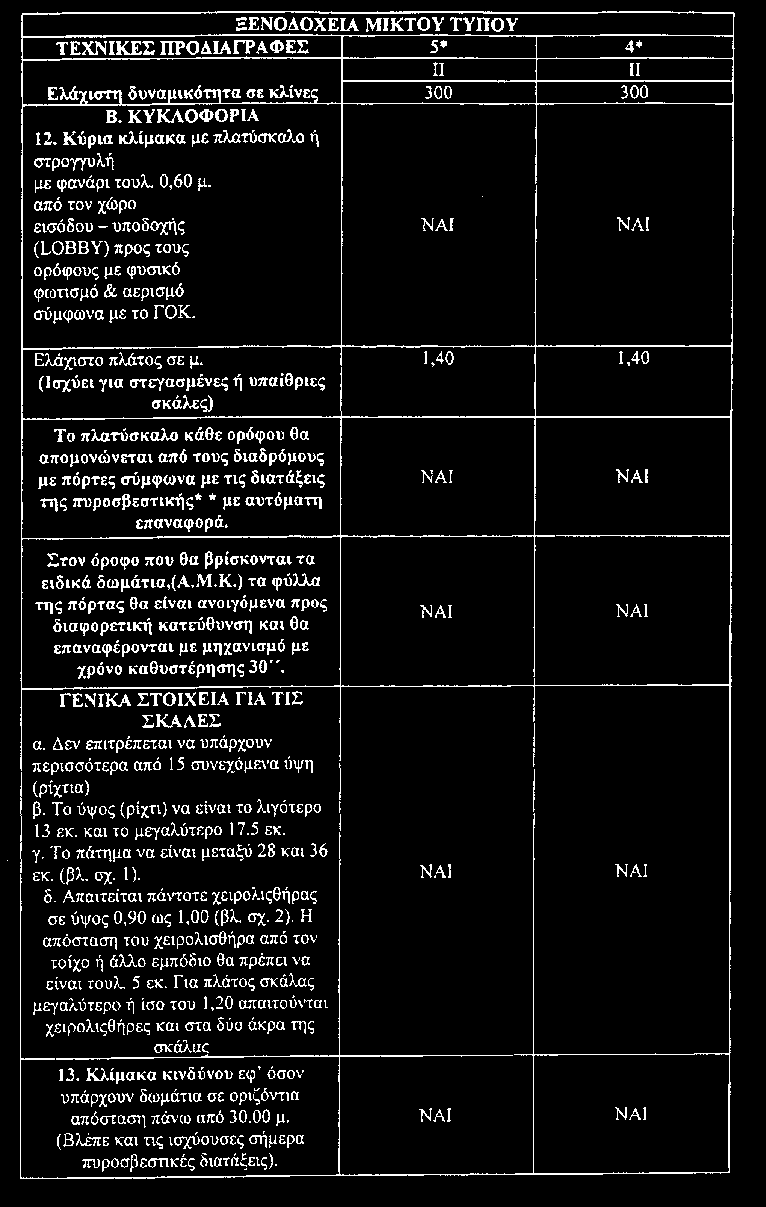 ΞΕΝΟΔΟΧΕΙΑ ΜΙΚΤΟΥ ΤΥΠΟΥ
ΤΕΧΝΙΚΕΣ ΠΡΟΔΙΑΓΡΑΦΕΣ 5* 4*
ΙΙ ΙΙ
Ελάχιστη δυναμικότητα σε κλίνες 300 300
Β. ΚΥΚΛΟΦΟΡΙΑ
12. Κύρια κλίμακα με πλατύσκαλο ή
στρογγυλή
με φανάρι τουλ. 0,60 μ.
από τον χώρο
εισόδου – υποδοχής ΝΑΙ ΝΑΙ
(LOBBY) προς τους
ορόφους με φυσικό
φωτισμό & αερισμό
σύμφωνα με το ΓΟΚ.
Ελάχιστο πλάτος σε μ. 1,40 1,40
(Ισχύει για στεγασμένες ή υπαίθριες
σκάλες)
Το πλατύσκαλο κάθε ορόφου θα
απομονώνεται από τους διαδρόμους
με πόρτες σύμφωνα με τις διατάξεις ΝΑΙ ΝΑΙ
της πυροσβεστικής* * με αυτόματη
επαναφορά.
Στον όροφο που θα βρίσκονται τα
ειδικά δωμάτια,(Α.Μ.Κ.) τα φύλλα
της πόρτας θα είναι ανοιγόμενα προς ΝΑΙ ΝΑΙ
διαφορετική κατεύθυνση και θα
επαναφέρονται με μηχανισμό με
χρόνο καθυστέρησης 30΄΄.
ΓΕΝΙΚΑ ΣΤΟΙΧΕΙΑ ΓΙΑ ΤΙΣ
ΣΚΑΛΕΣ
α. Δεν επιτρέπεται να υπάρχουν
περισσότερα από 15 συνεχόμενα ύψη
(ρίχτια)
β. Το ύψος (ρίχτι) να είναι το λιγότερο
13 εκ. και το μεγαλύτερο 17.5 εκ.
γ. Το πάτημα να είναι μεταξύ 28 και 36
εκ. (βλ. σχ. 1). ΝΑΙ ΝΑΙ
δ. Απαιτείται πάντοτε χειρολιςθήρας
σε ύψος 0,90 ως 1,00 (βλ. σχ. 2). Η
απόσταση του χειρολισθήρα από τον
τοίχο ή άλλο εμπόδιο θα πρέπει να
είναι τουλ. 5 εκ. Για πλάτος σκάλας
μεγαλύτερο ή ίσο του 1,20 απαιτούνται
χειρολιςθήρες και στα δύο άκρα της
σκάλας
13. Κλίμακα κινδύνου εφ’ όσον
υπάρχουν δωμάτια σε οριζόντια
απόσταση πάνω από 30.00 μ. ΝΑΙ ΝΑΙ
(Βλέπε και τις ισχύουσες σήμερα
πυροσβεστικές διατάξεις).